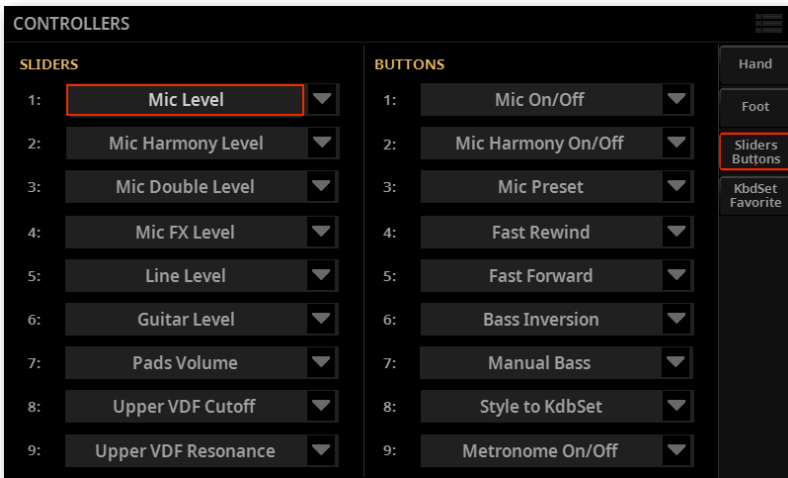 CONTROLLERS
SLIDERS
1: Mic Level
2: Mic Harmony Level
3: Mic Double Level
4: Mic FX Level
5: Line Level
6: Guitar Level
7: Pads Volume
8: Upper VDF Cutoff
9: Upper VDF Resonance
BUTTONS
1: Mic On/Off
2: Mic Harmony On/Off
3: Mic Preset
4: Fast Rewind
5: Fast Forward
6: Bass Inversion
7: Manual Bass
8: Style to KdbSet
9: Metronome On/Off
Hand
Foot
Sliders
Buttons
KbdSet
Favorite